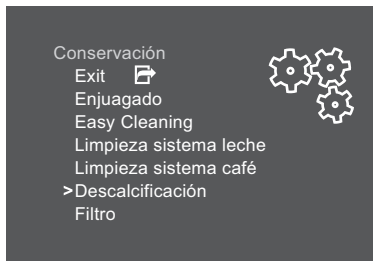 Conservación
Exit
Enjuagado
Easy Cleaning
Limpieza sistema leche
Limpieza sistema café
>Descalcificación
Filtro